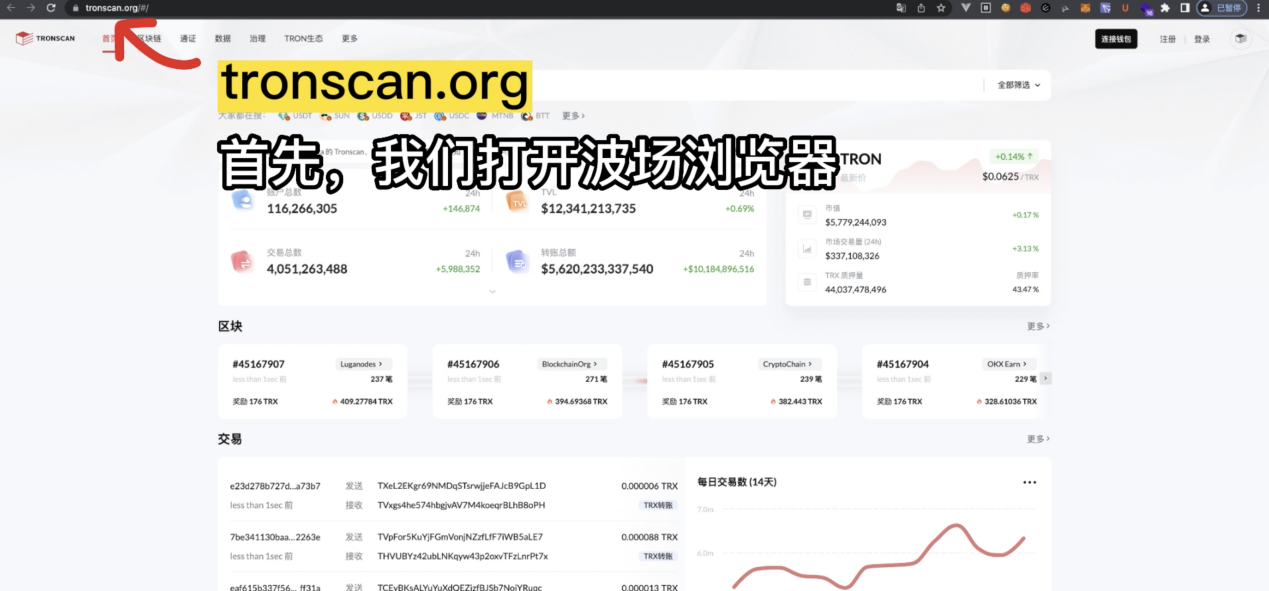 tronscan.org/#/
已暂停
TRONSCAN
首页
区块链
通证
数据
治理
TRON生态
更多
连接钱包
注册
登录
tronscan.org
全部筛选
大家都在搜:
USDT
SUN
USDD
JST
USDC
MTNB
BTT
更多 >
首先，我们打开波场浏览器
的 Tronscan,
TRON
最新价
+0.14%
$0.0625 / TRX
账户总数
24h
116,266,305
+146,874
TVL
24h
$12,341,213,735
+0.69%
交易总数
24h
4,051,263,488
+5,988,352
转账总额
24h
$5,620,233,337,540
+$10,184,896,516
市值
$5,779,244,093
+0.17 %
市场交易量 (24h)
$337,108,326
+3.13 %
TRX 质押量
质押率
44,037,478,496
43.47 %
区块
更多 >
#45167907
Luganodes >
less than 1sec 前
237 笔
奖励 176 TRX
409.27784 TRX
#45167906
BlockchainOrg >
less than 1sec 前
271 笔
奖励 176 TRX
394.69368 TRX
#45167905
CryptoChain >
less than 1sec 前
239 笔
奖励 176 TRX
382.443 TRX
#45167904
OKX Earn >
less than 1sec 前
229 笔
奖励 176 TRX
328.61036 TRX
交易
更多 >
e23d278b727d...a73b7
发送
TXeL2EKgr69NMDqSTsrwjjeFAJcB9GpL1D
0.000006 TRX
less than 1sec 前
接收
TVxgs4he574hbgjvAV7M4koeqrBLhB8oPH
TRX转账
7be341130baa...2263e
发送
TVpFor5KuYjFGmVonjNZzfLfF7iWB5aLE7
0.000088 TRX
less than 1sec 前
接收
THVUBYz42ubLNKqyw43p2oxvTFzLnrPt7x
TRX转账
eaf615b337f56... ff31a
发送
TCEyBKsALYuYuXdQEZjzfBJSb7NojYRuqc
0.000013 TRX
每日交易数 (14天)
7.0m
6.0m